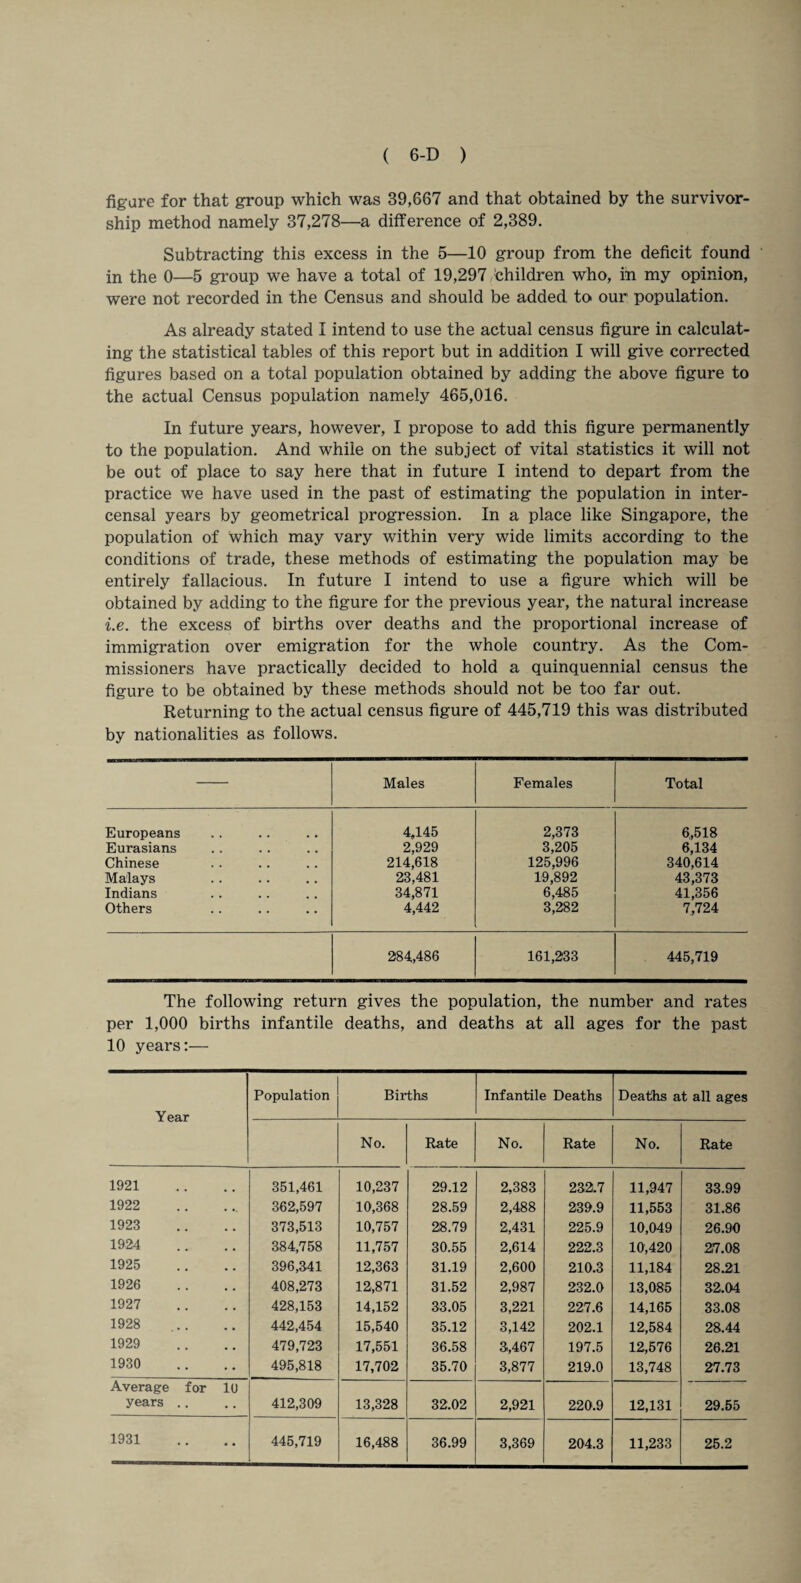 ( 6-D )
figure for that group which was 39,667 and that obtained by the survivor-
ship method namely 37,278—a difference of 2,389.
Subtracting this excess in the 5—10 group from the deficit found
in the 0—5 group we have a total of 19,297 children who, in my opinion,
were not recorded in the Census and should be added to our population.
As already stated I intend to use the actual census figure in calculat-
ing the statistical tables of this report but in addition I will give corrected
figures based on a total population obtained by adding the above figure to
the actual Census population namely 465,016.
In future years, however, I propose to add this figure permanently
to the population. And while on the subject of vital statistics it will not
be out of place to say here that in future I intend to depart from the
practice we have used in the past of estimating the population in inter-
censal years by geometrical progression. In a place like Singapore, the
population of which may vary within very wide limits according to the
conditions of trade, these methods of estimating the population may be
entirely fallacious. In future I intend to use a figure which will be
obtained by adding to the figure for the previous year, the natural increase
i.e. the excess of births over deaths and the proportional increase of
immigration over emigration for the whole country. As the Com-
missioners have practically decided to hold a quinquennial census the
figure to be obtained by these methods should not be too far out.
Returning to the actual census figure of 445,719 this was distributed
by nationalities as follows.
— Males Females Total
Europeans .. .. .. 4,145 2,373 6,518
Eurasians .. .. .. 2,929 3,205 6,134
Chinese .. .. .. 214,618 125,996 340,614
Malays .. .. .. 23,481 19,892 43,373
Indians .. .. .. 34,871 6,485 41,356
Others .. .. .. 4,442 3,282 7,724
284,486 161,233 445,719
The following return gives the population, the number and rates
per 1,000 births infantile deaths, and deaths at all ages for the past
10 years:—
Year Population Births Infantile Deaths Deaths at all ages
No. Rate No. Rate No. Rate
1921 .. .. 351,461 10,237 29.12 2,383 232.7 11,947 33.99
1922 .. .. 362,597 10,368 28.59 2,488 239.9 11,553 31.86
1923 .. .. 373,513 10,757 28.79 2,431 225.9 10,049 26.90
1924 .. .. 384,758 11,757 30.55 2,614 222.3 10,420 27.08
1925 .. .. 396,341 12,363 31.19 2,600 210.3 11,184 28.21
1926 .. .. 408,273 12,871 31.52 2,987 232.0 13,085 32.04
1927 .. .. 428,153 14,152 33.05 3,221 227.6 14,165 33.08
1928 .. .. 442,454 15,540 35.12 3,142 202.1 12,584 28.44
1929 .. .. 479,723 17,551 36.58 3,467 197.5 12,576 26.21
1930 .. .. 495,818 17,702 35.70 3,877 219.0 13,748 27.73
Average for 10
years .. .. 412,309 13,328 32.02 2,921 220.9 12,131 29.55
1931 .. .. 445,719 16,488 36.99 3,369 204.3 11,233 25.2